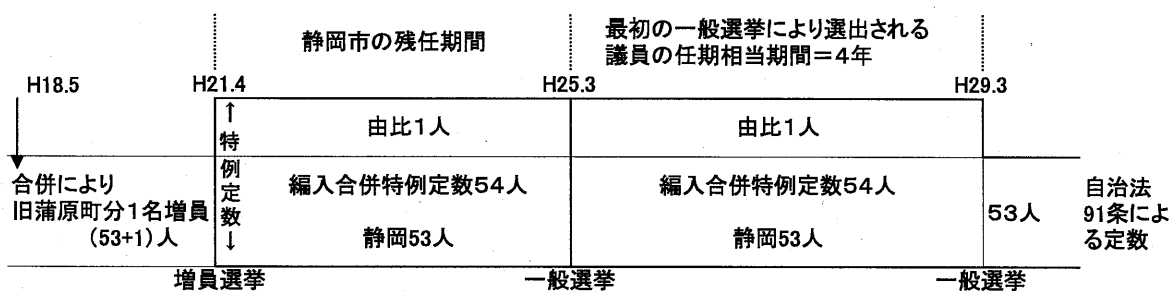 静岡市の残任期間
最初の一般選挙により選出される
議員の任期相当期間＝4年
H18.5
H21.4
H25.3
H29.3
↑特例定数↓
由比1人
由比1人
合併により
旧蒲原町分1名増員
(53+1)人
編入合併特例定数54人
静岡53人
編入合併特例定数54人
静岡53人
53人
自治法
91条によ
る定数
増員選挙
一般選挙
一般選挙